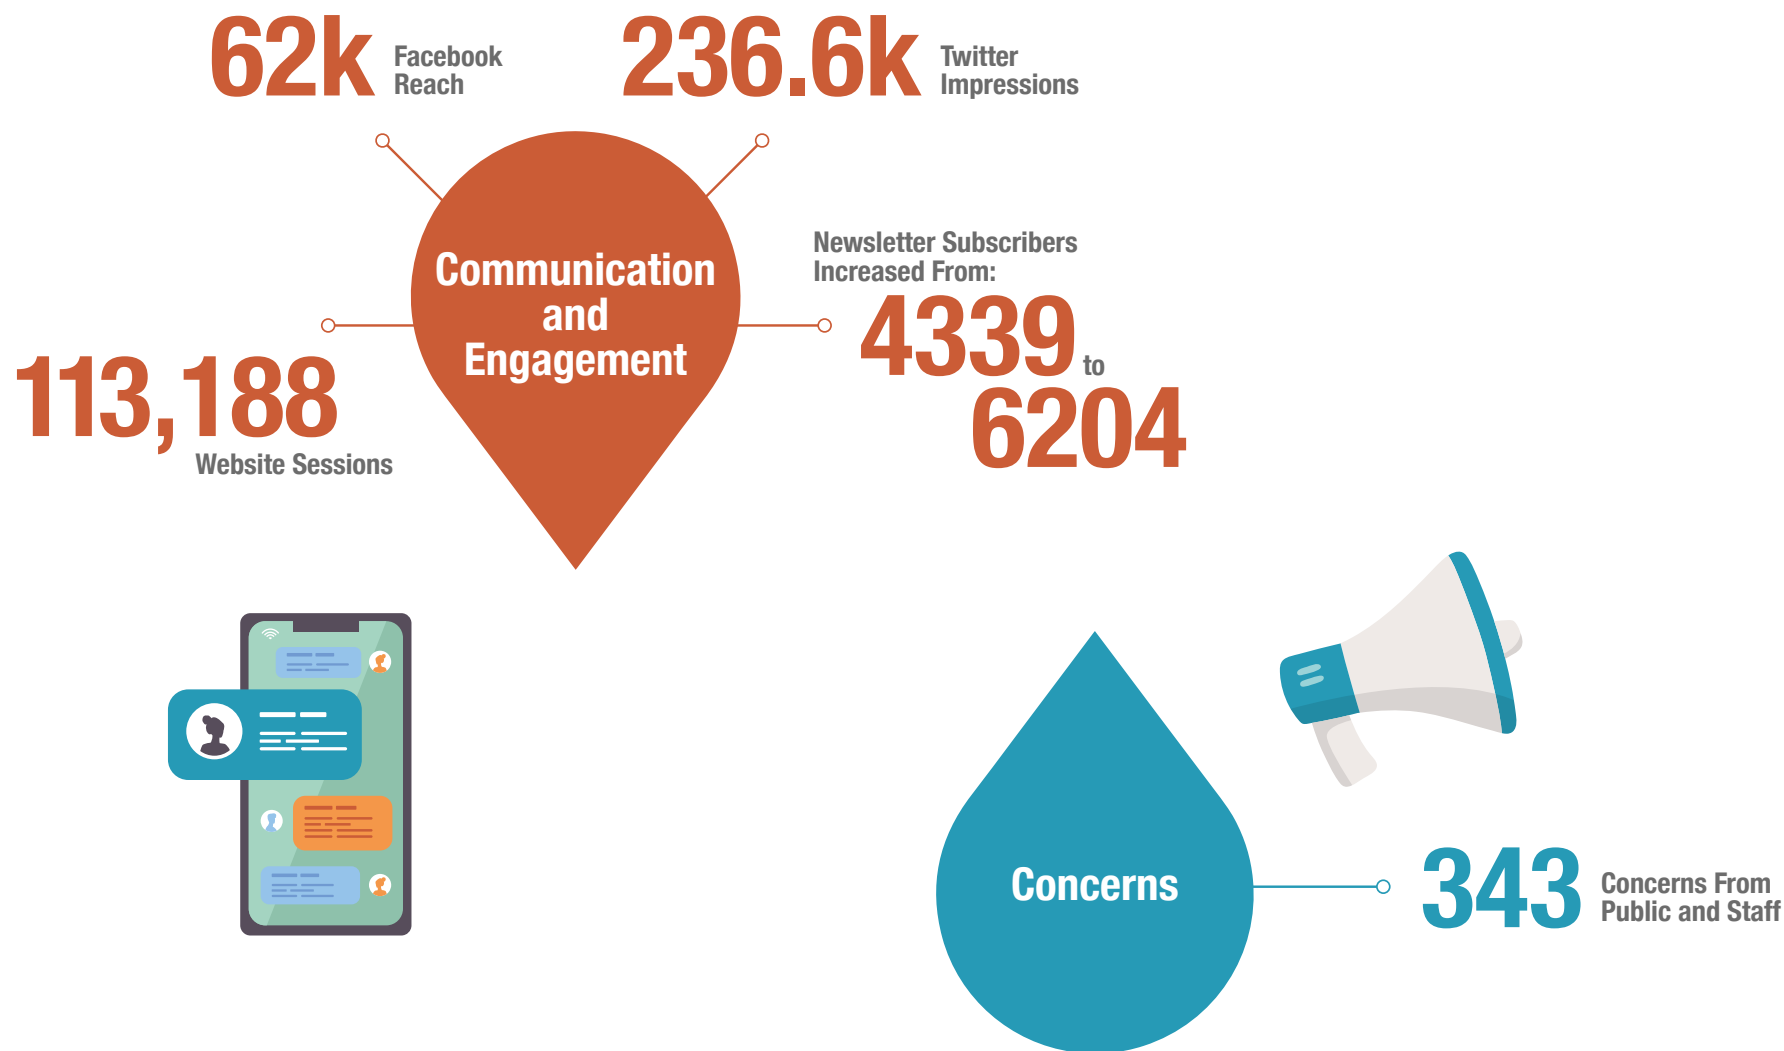 62k
Facebook
Reach
236.6k
Twitter
Impressions
Communication
and
Engagement
Newsletter Subscribers
Increased From:
4339
to
6204
113,188
Website Sessions
Concerns
343
Concerns From
Public and Staff